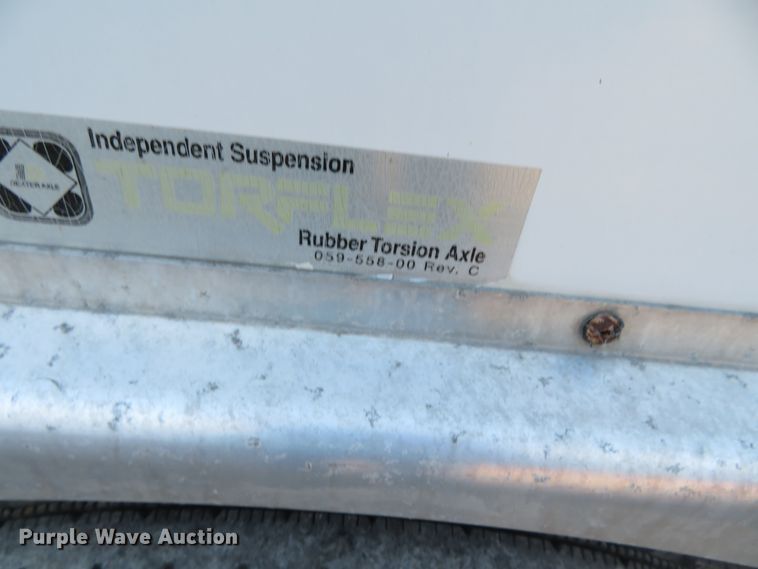 Independent Suspension
DEXTER AXLE
TORFLEX
Rubber Torsion Axle
059-558-00 Rev. C
Purple Wave Auction